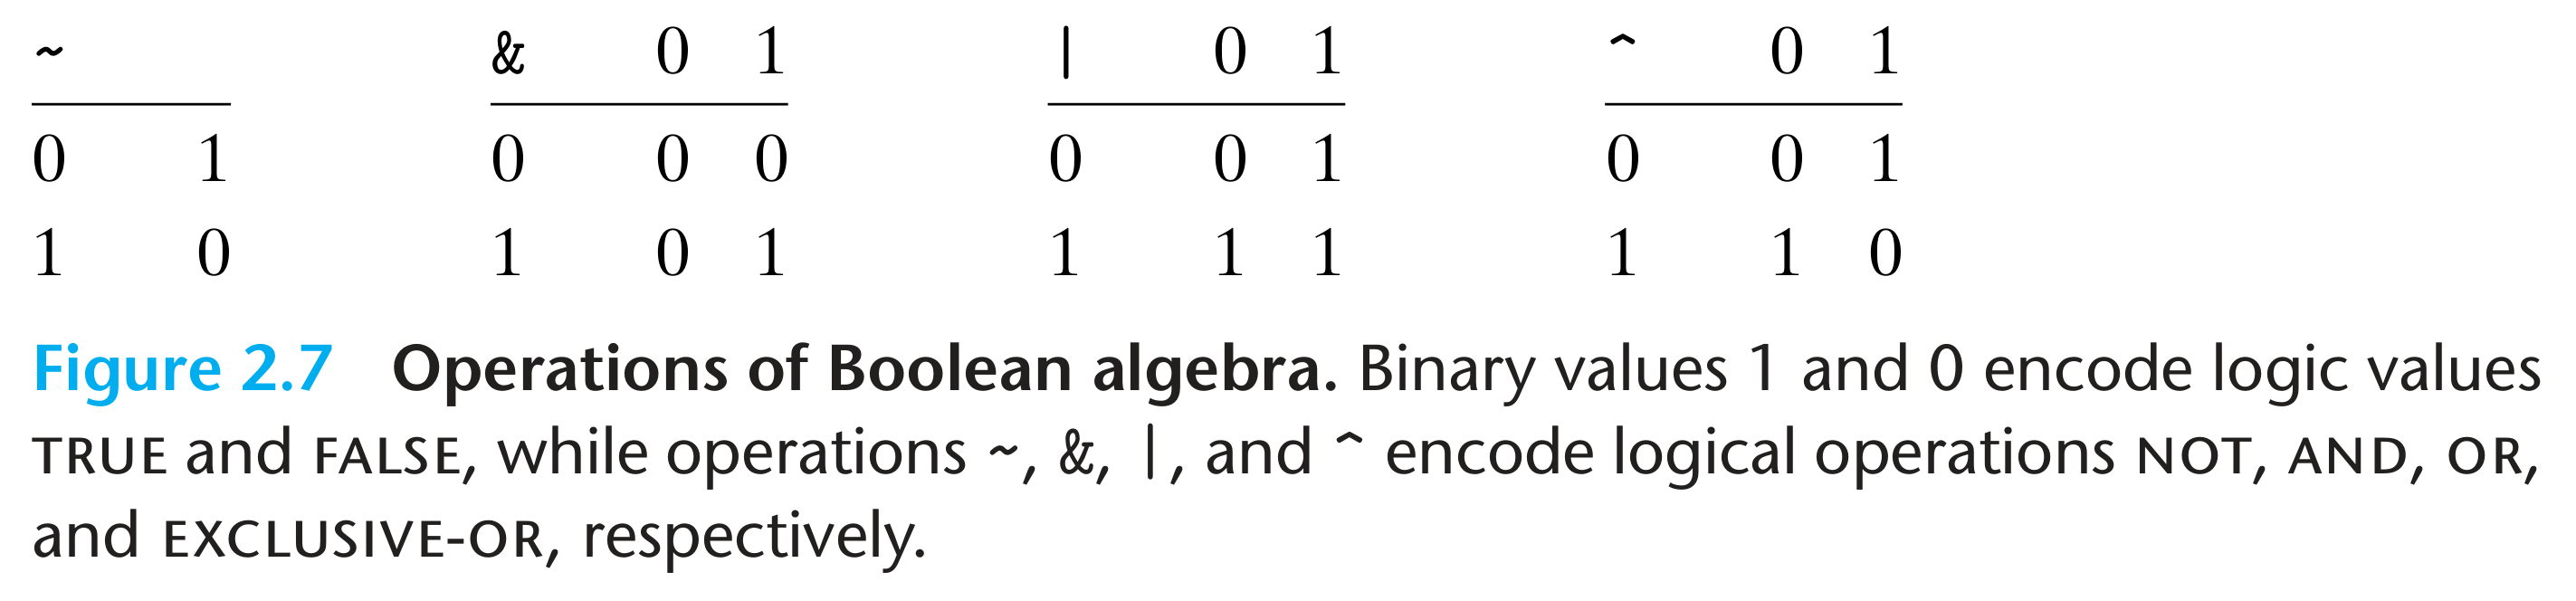 ~ & 0 1 | 0 1 ^ 0 1
0 1 0 0 0 0 0 1 0 0 1
1 0 1 0 1 1 1 1 1 1 0
Figure 2.7 Operations of Boolean algebra. Binary values 1 and 0 encode logic values
TRUE and FALSE, while operations ~, &, |, and ^ encode logical operations NOT, AND, OR,
and EXCLUSIVE-OR, respectively.